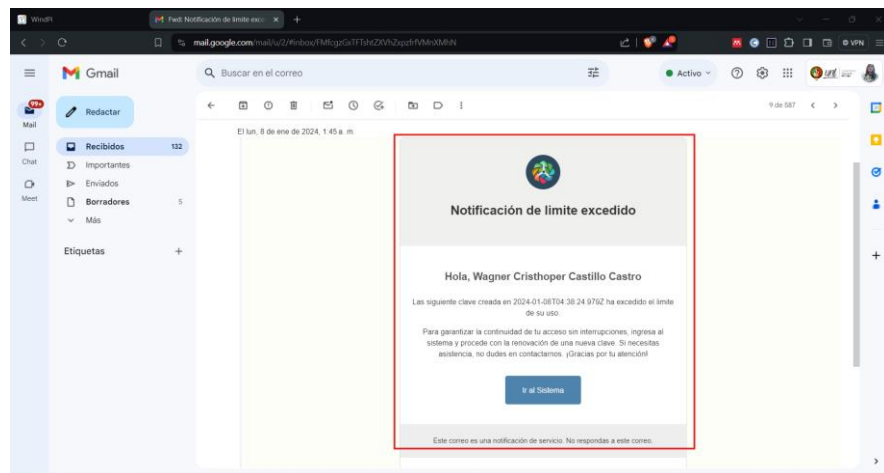 WindPi
Fwd: Notificación de limite exce
mail.google.com/mail/u/2/#inbox/FMfcgzGxTFTshtZXVhZxpzfrfVMnXMhN
VPN
Gmail
Buscar en el correo
Activo
99+
Mail
Chat
Meet
Redactar
Recibidos 132
Importantes
Enviados
Borradores 5
Más
Etiquetas
9 de 587
El lun, 8 de ene de 2024, 1:45 a. m.
Notificación de limite excedido
Hola, Wagner Cristhoper Castillo Castro
Las siguiente clave creada en 2024-01-08T04:38:24.979Z ha excedido el limite
de su uso.
Para garantizar la continuidad de tu acceso sin interrupciones, ingresa al
sistema y procede con la renovación de una nueva clave. Si necesitas
asistencia, no dudes en contactarnos. ¡Gracias por tu atención!
Ir al Sistema
Este correo es una notificación de servicio. No respondas a este correo.